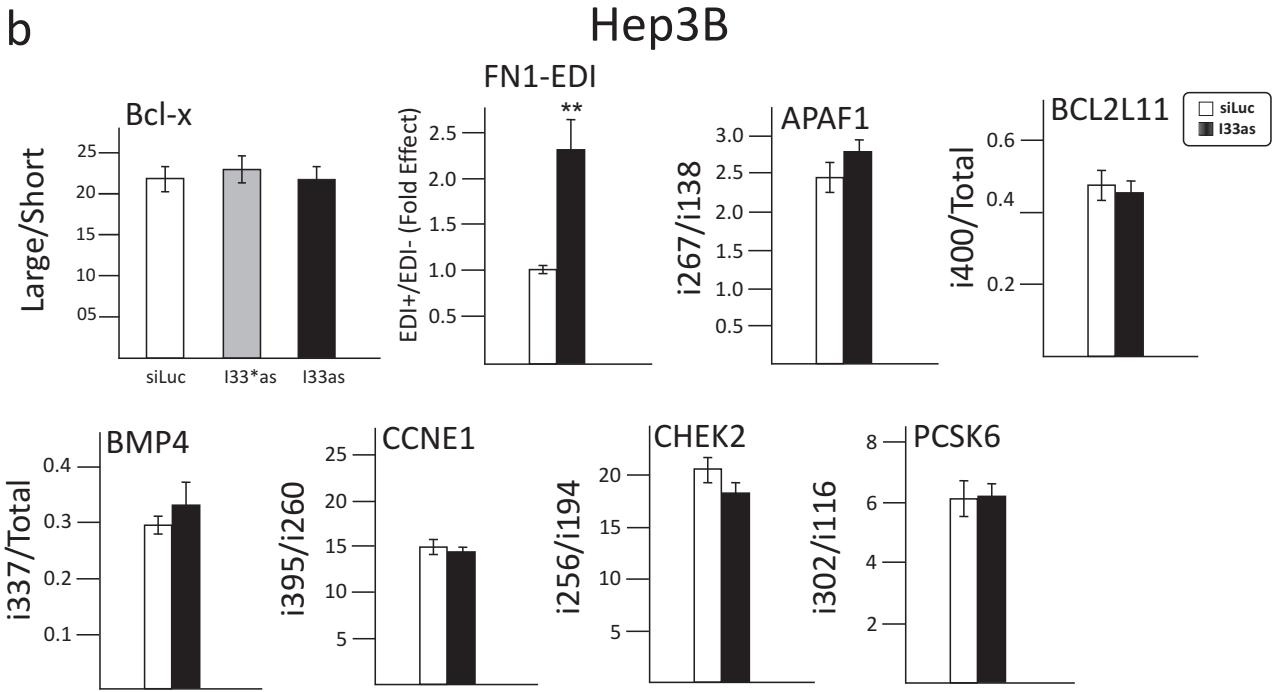 b
Hep3B
Bcl-x
Large/Short
25
20
15
10
05
siLuc
I33*as
I33as
FN1-EDI
EDI+/EDI- (Fold Effect)
2.5
2.0
1.5
1.0
0.5
**
APAF1
i267/i138
3.0
2.5
2.0
1.5
1.0
0.5
BCL2L11
i400/Total
0.6
0.4
0.2
siLuc
I33as
BMP4
i337/Total
0.4
0.3
0.2
0.1
CCNE1
i395/i260
25
20
15
10
5
CHEK2
i256/i194
20
15
10
5
PCSK6
i302/i116
8
6
4
2